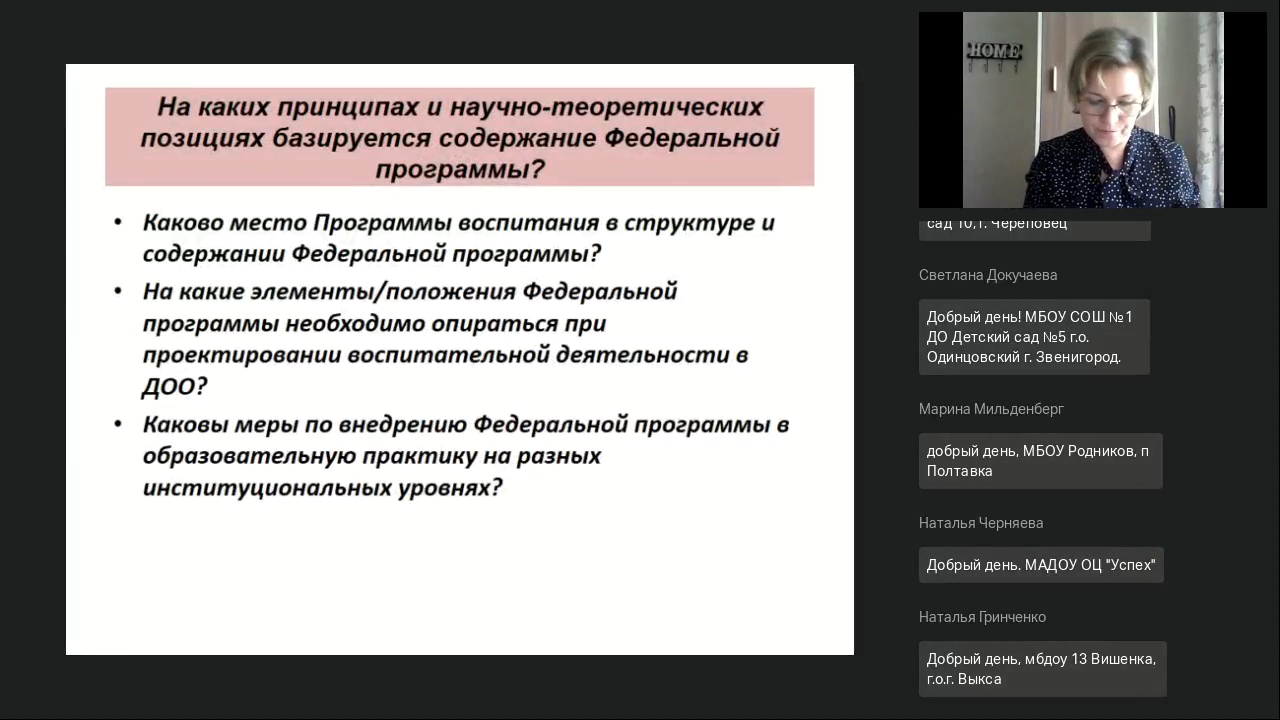 На каких принципах и научно-теоретических
позициях базируется содержание Федеральной
программы?
• Каково место Программы воспитания в структуре и
содержании Федеральной программы?
• На какие элементы/положения Федеральной
программы необходимо опираться при
проектировании воспитательной деятельности в
ДОО?
• Каковы меры по внедрению Федеральной программы в
образовательную практику на разных
институциональных уровнях?
HOME
сад 10, г. Череповец
Светлана Докучаева
Добрый день! МБОУ СОШ №1
ДО Детский сад №5 г.о.
Одинцовский г. Звенигород.
Марина Мильденберг
добрый день, МБОУ Родников, п
Полтавка
Наталья Черняева
Добрый день. МАДОУ ОЦ "Успех"
Наталья Гринченко
Добрый день, мбдоу 13 Вишенка,
г.о.г. Выкса